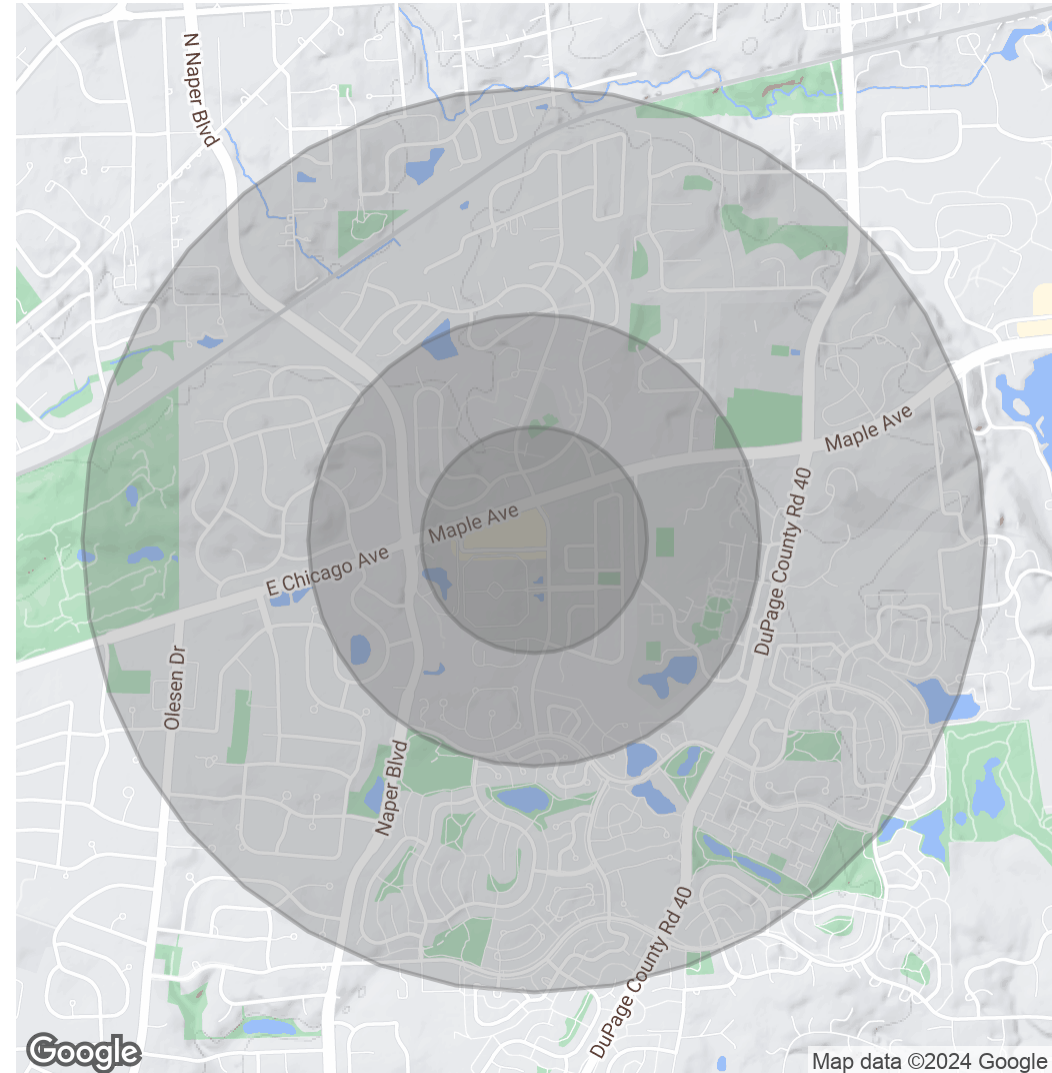 N Naper Blvd
Maple Ave
Maple Ave
E Chicago Ave
DuPage County Rd 40
Olesen Dr
Naper Blvd
DuPage County Rd 40
Google
Map data ©2024 Google